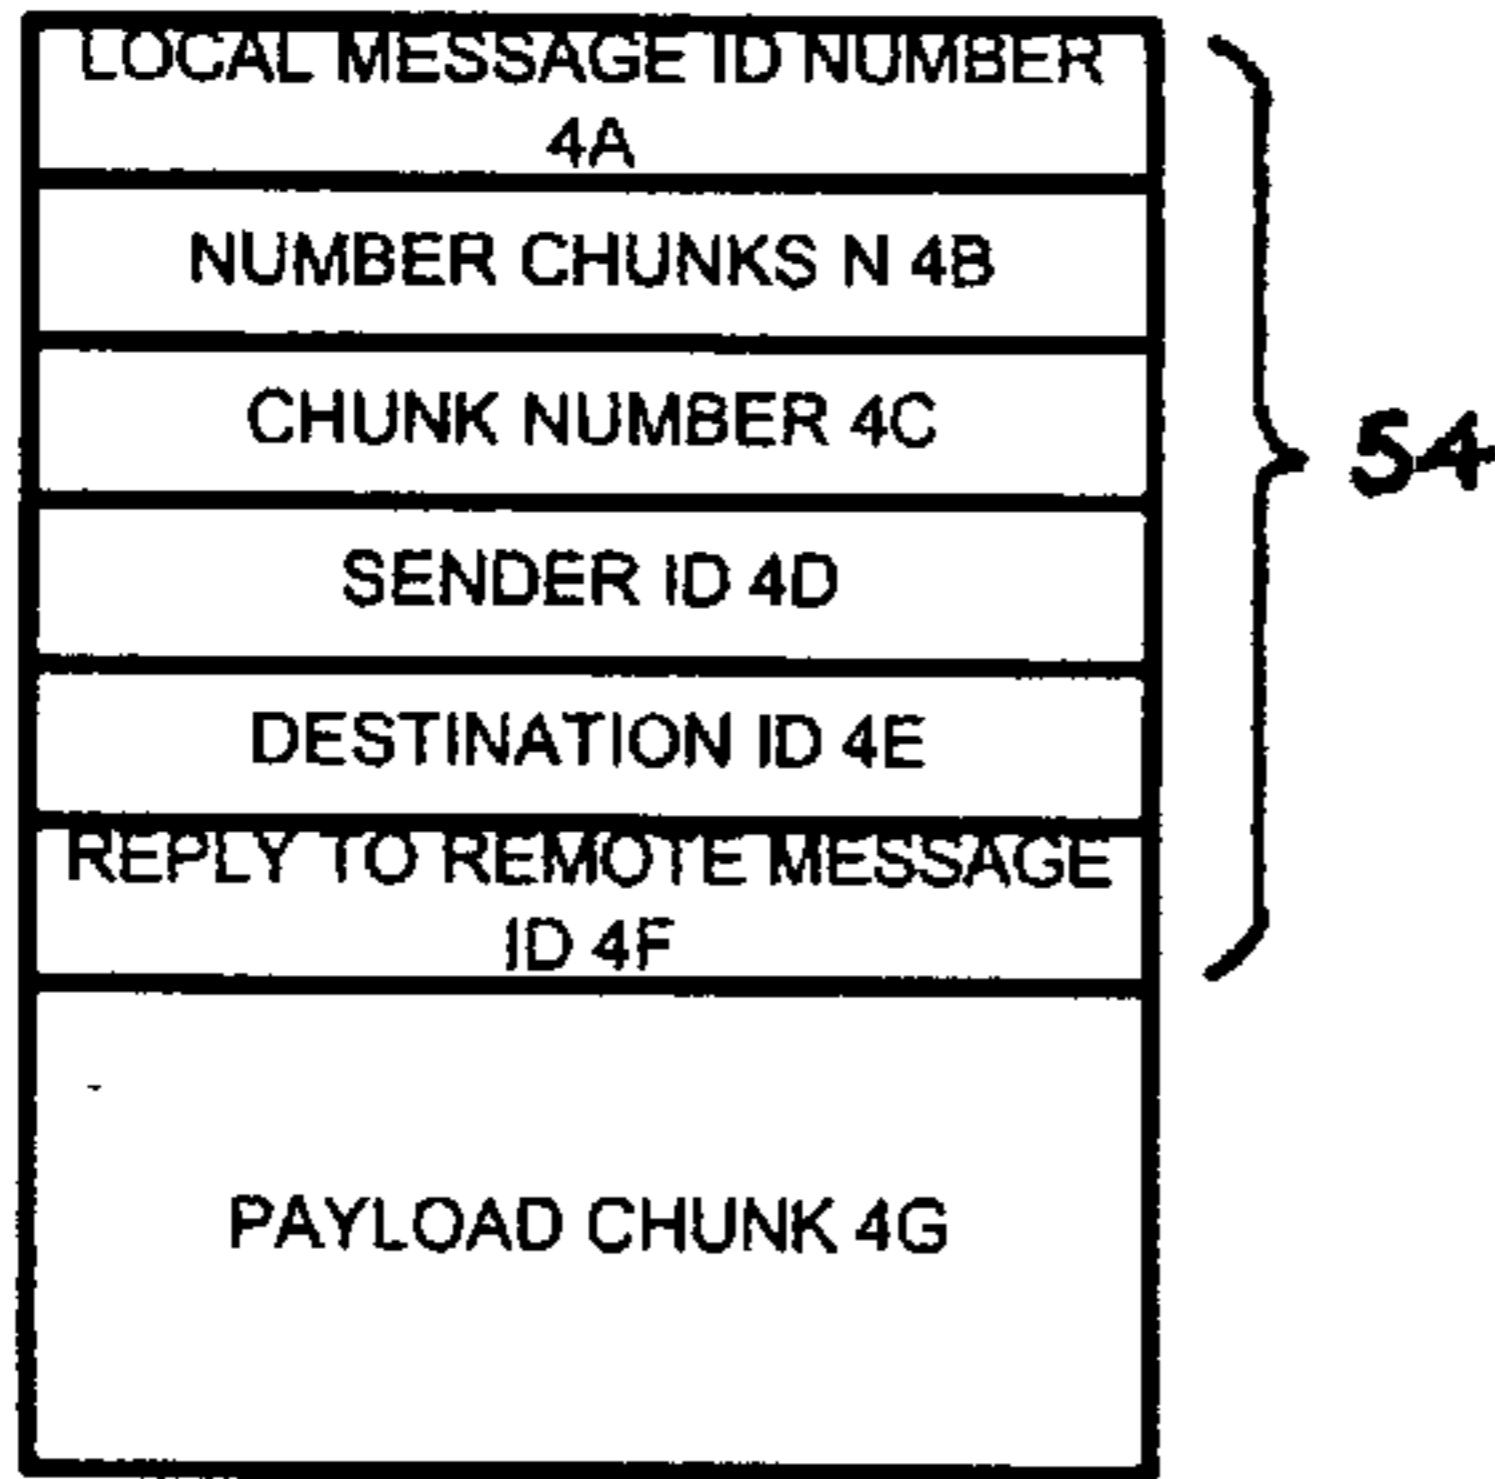 LOCAL MESSAGE ID NUMBER
4A
NUMBER CHUNKS N 4B
CHUNK NUMBER 4C
54
SENDER ID 4D
DESTINATION ID 4E
REPLY TO REMOTE MESSAGE
ID 4F
PAYLOAD CHUNK 4G